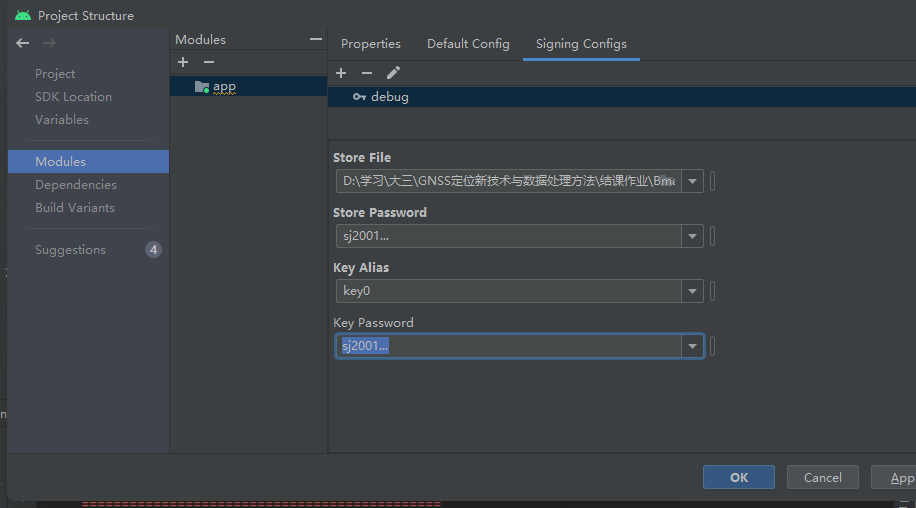 Project Structure
Project
SDK Location
Variables
Modules
Dependencies
Build Variants
Suggestions
4
Modules
app
Properties
Default Config
Signing Configs
debug
Store File
D:\学习\大三\GNSS定位新技术与数据处理方法\结课作业\
Store Password
sj2001...
Key Alias
key0
Key Password
sj2001...
OK
Cancel
App